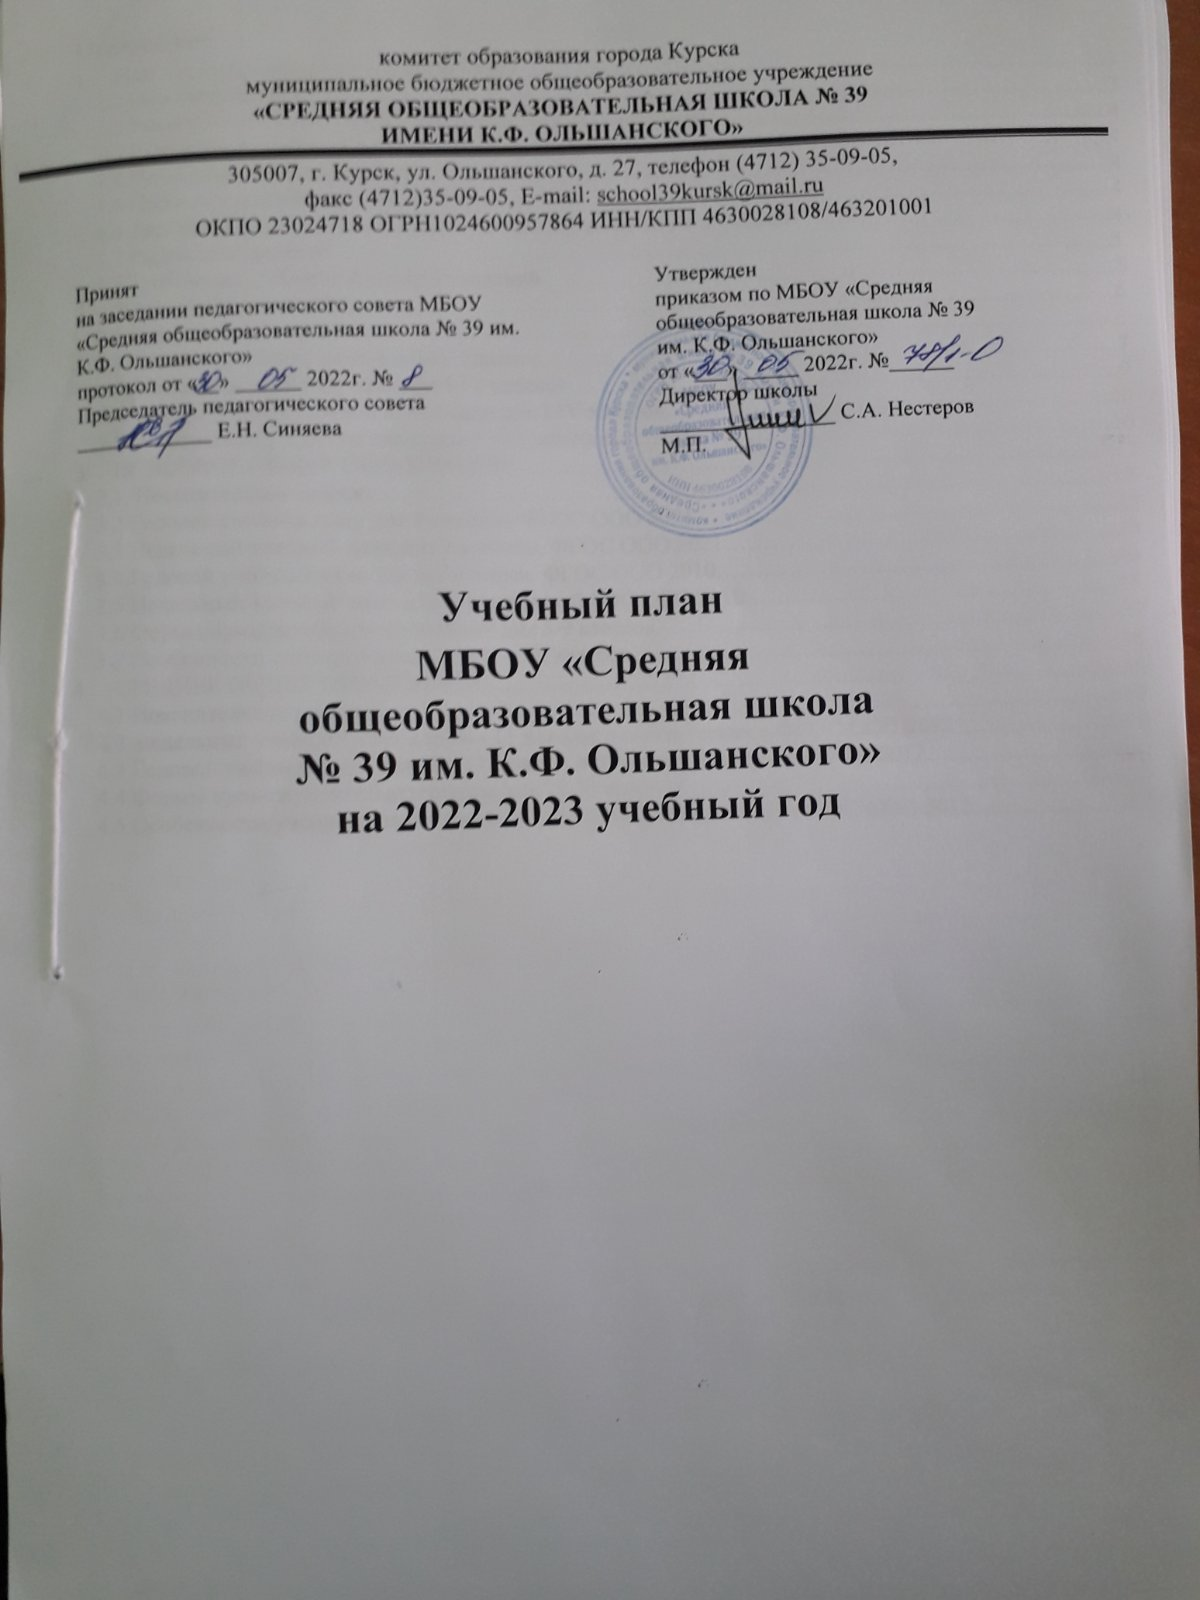 комитет образования города Курска
муниципальное бюджетное общеобразовательное учреждение
«СРЕДНЯЯ ОБЩЕОБРАЗОВАТЕЛЬНАЯ ШКОЛА № 39
ИМЕНИ К.Ф. ОЛЬШАНСКОГО»
305007, г. Курск, ул. Ольшанского, д. 27, телефон (4712) 35-09-05,
факс (4712)35-09-05, E-mail: school39kursk@mail.ru
ОКПО 23024718 ОГРН1024600957864 ИНН/КПП 4630028108/463201001
Принят
на заседании педагогического совета МБОУ
«Средняя общеобразовательная школа № 39 им.
К.Ф. Ольшанского»
протокол от «30» 05 2022г. № 8
Председатель педагогического совета
Е.Н. Синяева
Утвержден
приказом по МБОУ «Средняя
общеобразовательная школа № 39
им. К.Ф. Ольшанского»
от «30» 05 2022г. № 78/1-О
Директор школы
С.А. Нестеров
М.П.
Учебный план
МБОУ «Средняя
общеобразовательная школа
№ 39 им. К.Ф. Ольшанского»
на 2022-2023 учебный год